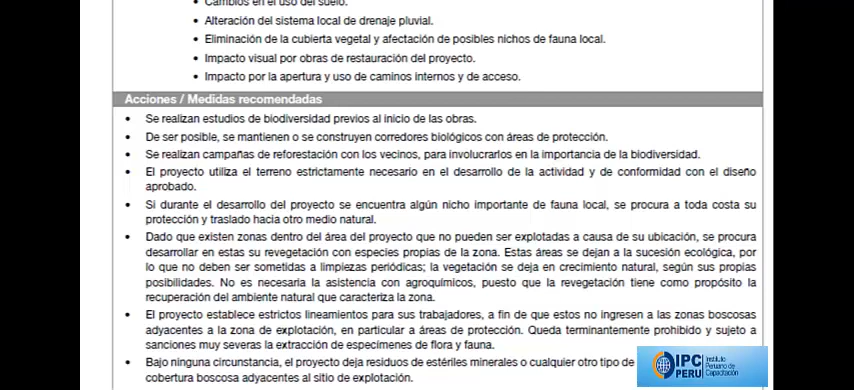 • Cambios en el uso del suelo.
• Alteración del sistema local de drenaje pluvial.
• Eliminación de la cubierta vegetal y afectación de posibles nichos de fauna local.
• Impacto visual por obras de restauración del proyecto.
• Impacto por la apertura y uso de caminos internos y de acceso.
Acciones / Medidas recomendadas
• Se realizan estudios de biodiversidad previos al inicio de las obras.
• De ser posible, se mantienen o se construyen corredores biológicos con áreas de protección.
• Se realizan campañas de reforestación con los vecinos, para involucrarlos en la importancia de la biodiversidad.
• El proyecto utiliza el terreno estrictamente necesario en el desarrollo de la actividad y de conformidad con el diseño
aprobado.
• Si durante el desarrollo del proyecto se encuentra algún nicho importante de fauna local, se procura a toda costa su
protección y traslado hacia otro medio natural.
• Dado que existen zonas dentro del área del proyecto que no pueden ser explotadas a causa de su ubicación, se procura
desarrollar en estas su revegetación con especies propias de la zona. Estas áreas se dejan a la sucesión ecológica, por
lo que no deben ser sometidas a limpiezas periódicas; la vegetación se deja en crecimiento natural, según sus propias
posibilidades. No es necesaria la asistencia con agroquímicos, puesto que la revegetación tiene como propósito la
recuperación del ambiente natural que caracteriza la zona.
• El proyecto establece estrictos lineamientos para sus trabajadores, a fin de que estos no ingresen a las zonas boscosas
adyacentes a la zona de explotación, en particular a áreas de protección. Queda terminantemente prohibido y sujeto a
sanciones muy severas la extracción de especímenes de flora y fauna.
• Bajo ninguna circunstancia, el proyecto deja residuos de estériles minerales o cualquier otro tipo de
cobertura boscosa adyacentes al sitio de explotación.
IPC PERU
Instituto
Peruano de
Capacitación